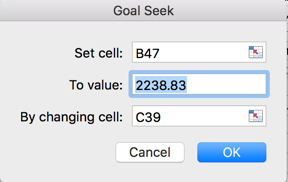 Goal Seek
Set cell: B47
To value: 2238.83
By changing cell: C39
Cancel OK